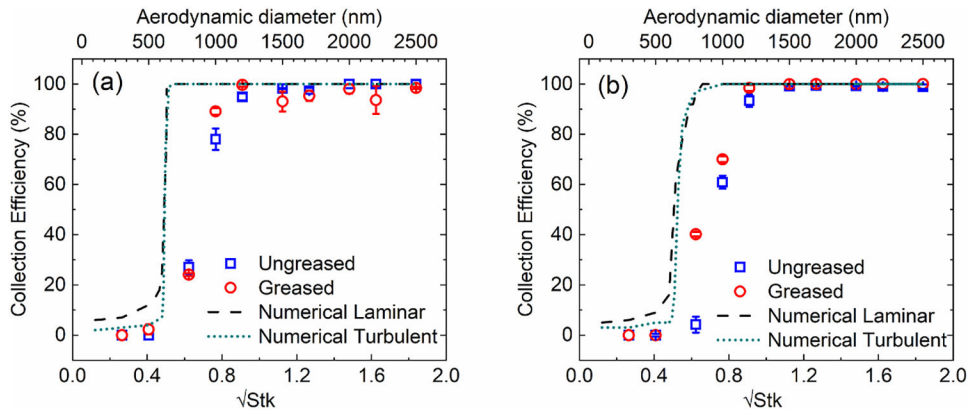 Aerodynamic diameter (nm)
0 500 1000 1500 2000 2500
(a)
100
80
60
40
20
0
Collection Efficiency (%)
Ungreased
Greased
Numerical Laminar
Numerical Turbulent
0.0 0.4 0.8 1.2 1.6 2.0
√Stk
Aerodynamic diameter (nm)
0 500 1000 1500 2000 2500
(b)
100
80
60
40
20
0
Collection Efficiency (%)
Ungreased
Greased
Numerical Laminar
Numerical Turbulent
0.0 0.4 0.8 1.2 1.6 2.0
√Stk